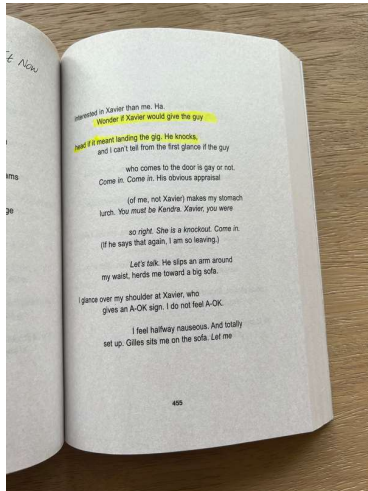 ft Now
ams
ge
interested in Xavier than me. Ha.
Wonder if Xavier would give the guy
head if it meant landing the gig. He knocks,
and I can't tell from the first glance if the guy
who comes to the door is gay or not.
Come in. Come in. His obvious appraisal
(of me, not Xavier) makes my stomach
lurch. You must be Kendra. Xavier, you were
so right. She is a knockout. Come in.
(If he says that again, I am so leaving.)
Let's talk. He slips an arm around
my waist, herds me toward a big sofa.
I glance over my shoulder at Xavier, who
gives an A-OK sign. I do not feel A-OK.
I feel halfway nauseous. And totally
set up. Gilles sits me on the sofa. Let me
455